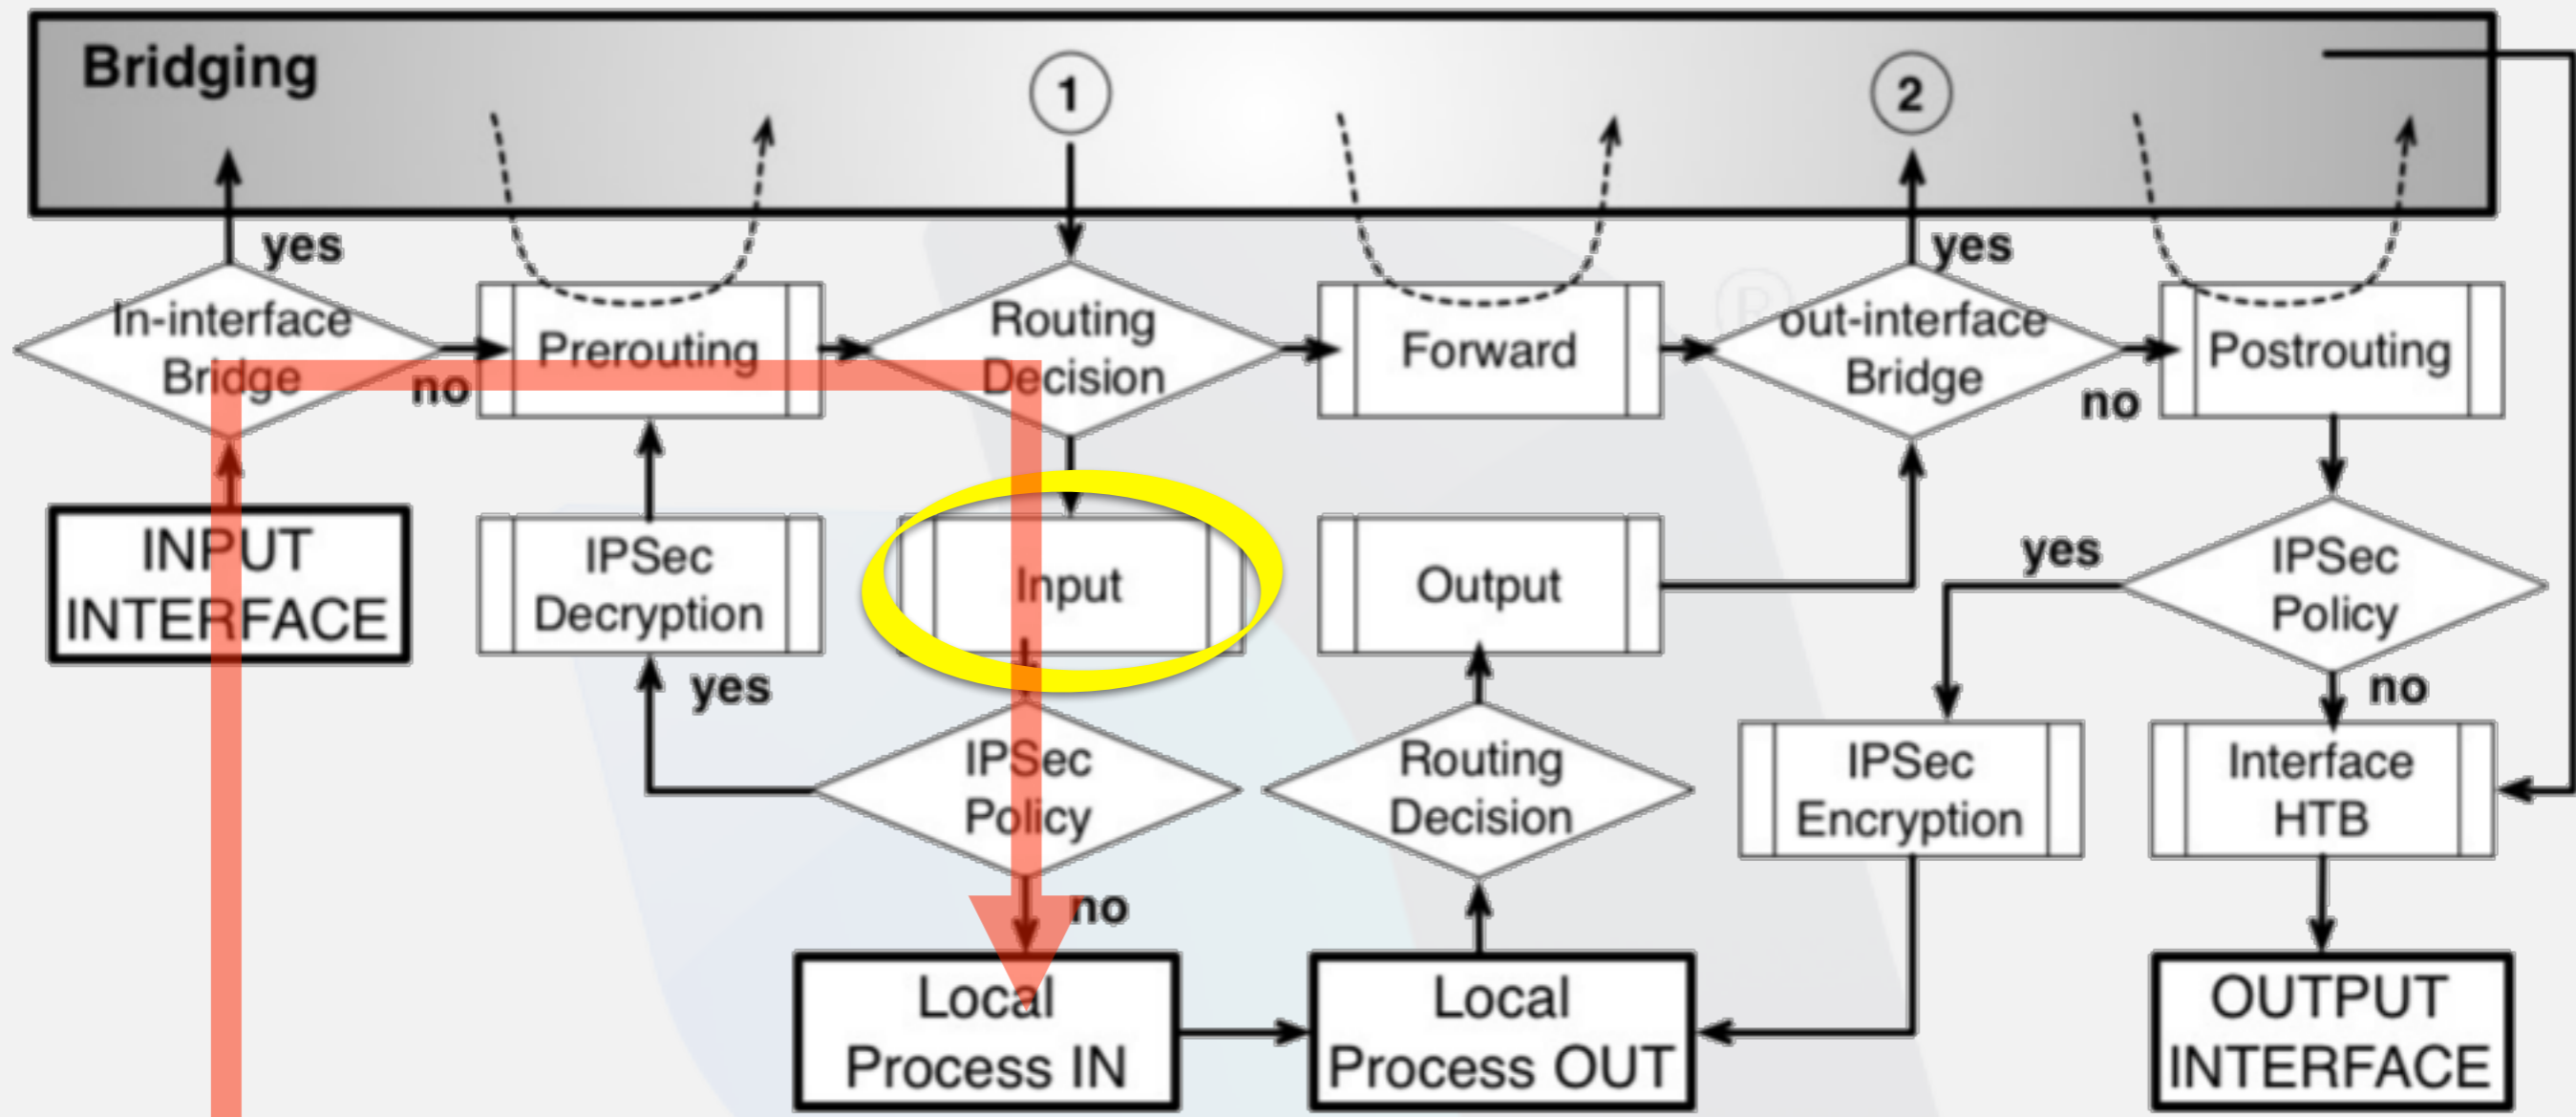 Bridging
1
2
yes
yes
In-interface
Bridge
no
Prerouting
Routing
Decision
Forward
out-interface
Bridge
no
Postrouting
®
INPUT
INTERFACE
IPSec
Decryption
Input
Output
yes
IPSec
Policy
yes
no
IPSec
Policy
Routing
Decision
IPSec
Encryption
Interface
HTB
no
Local
Process IN
Local
Process OUT
OUTPUT
INTERFACE